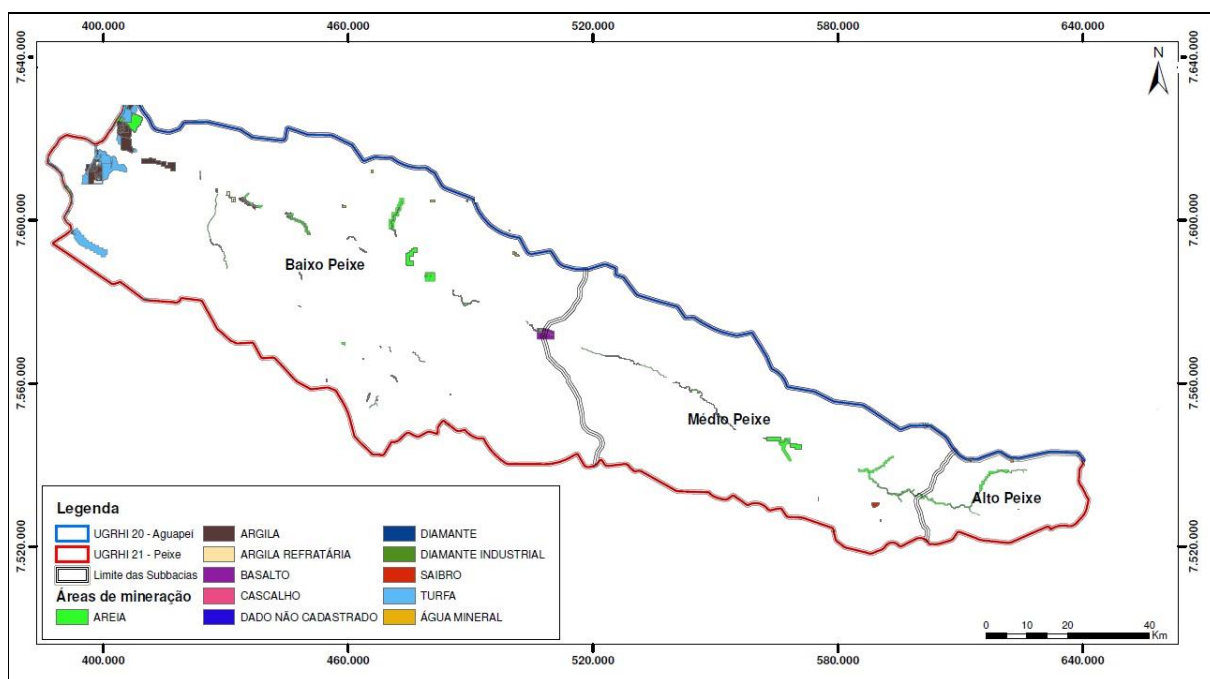 400.000 460.000 520.000 580.000 640.000
7.640.000 7.640.000
N
7.600.000 7.600.000
Baixo Peixe
7.560.000 7.560.000
Médio Peixe
Alto Peixe
7.520.000 7.520.000
Legenda
UGRHI 20 - Aguapeí
UGRHI 21 - Peixe
Limite das Subbacias
Áreas de mineração
AREIA
ARGILA
ARGILA REFRATÁRIA
BASALTO
CASCALHO
DADO NÃO CADASTRADO
DIAMANTE
DIAMANTE INDUSTRIAL
SAIBRO
TURFA
ÁGUA MINERAL
0 5 10 20 40
Km
400.000 460.000 520.000 580.000 640.000